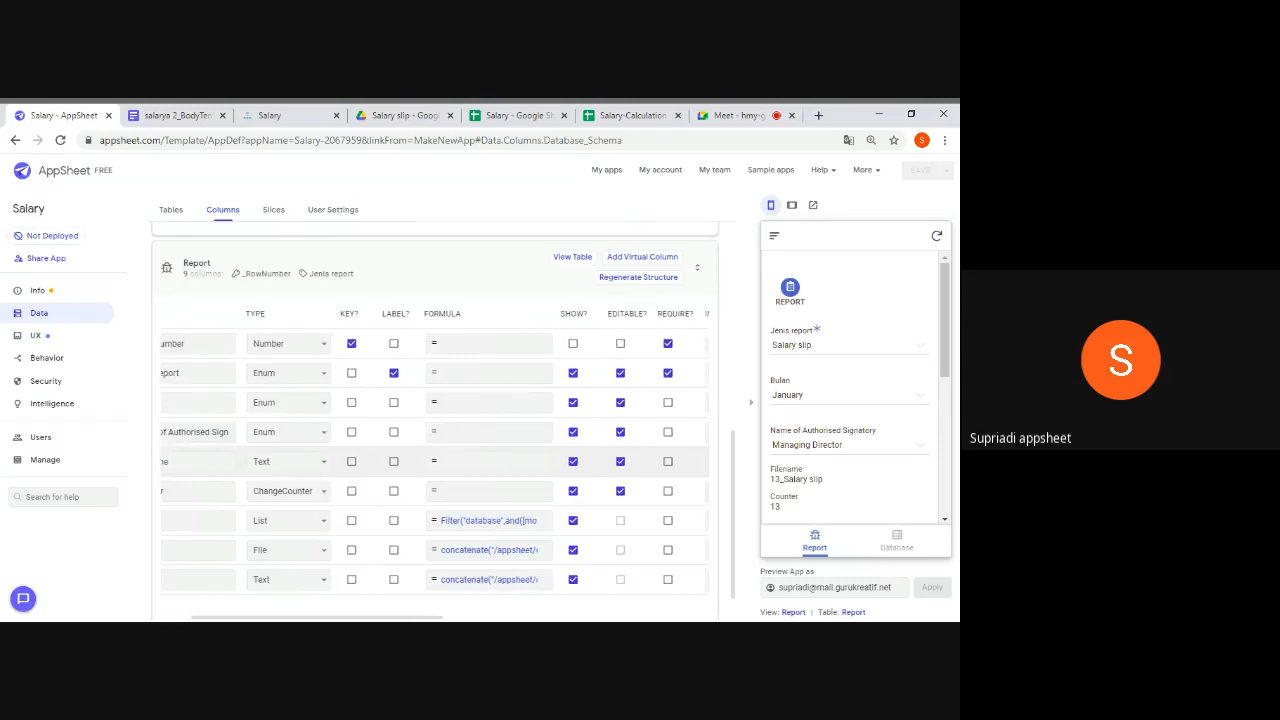 Salary - AppSheet
salarya 2_BodyTem
Salary
Salary slip - Googl
Salary - Google Sh
Salary-Calculation
Meet - hmy-g
appsheet.com/Template/AppDef?appName=Salary-2067959&linkFrom=MakeNewApp#Data.Columns.Database_Schema
S
AppSheet FREE
My apps
My account
My team
Sample apps
Help
More
SAVE
Salary
Not Deployed
Share App
Info
Data
UX
Behavior
Security
Intelligence
Users
Manage
Search for help
Tables
Columns
Slices
User Settings
Report
9 columns: _RowNumber Jenis report
View Table
Add Virtual Column
Regenerate Structure
TYPE KEY? LABEL? FORMULA SHOW? EDITABLE? REQUIRE?
umber Number =
eport Enum =
Enum =
of Authorised Sign Enum =
me Text =
r ChangeCounter =
List = Filter("database",and([mo
File = concatenate("/appsheet/
Text = concatenate("/appsheet/
REPORT
Jenis report*
Salary slip
Bulan
January
Name of Authorised Signatory
Managing Director
Filename
13_Salary slip
Counter
13
Report
Database
Preview App as
supriadi@mail.gurukreatif.net
Apply
View: Report | Table: Report
S
Supriadi appsheet